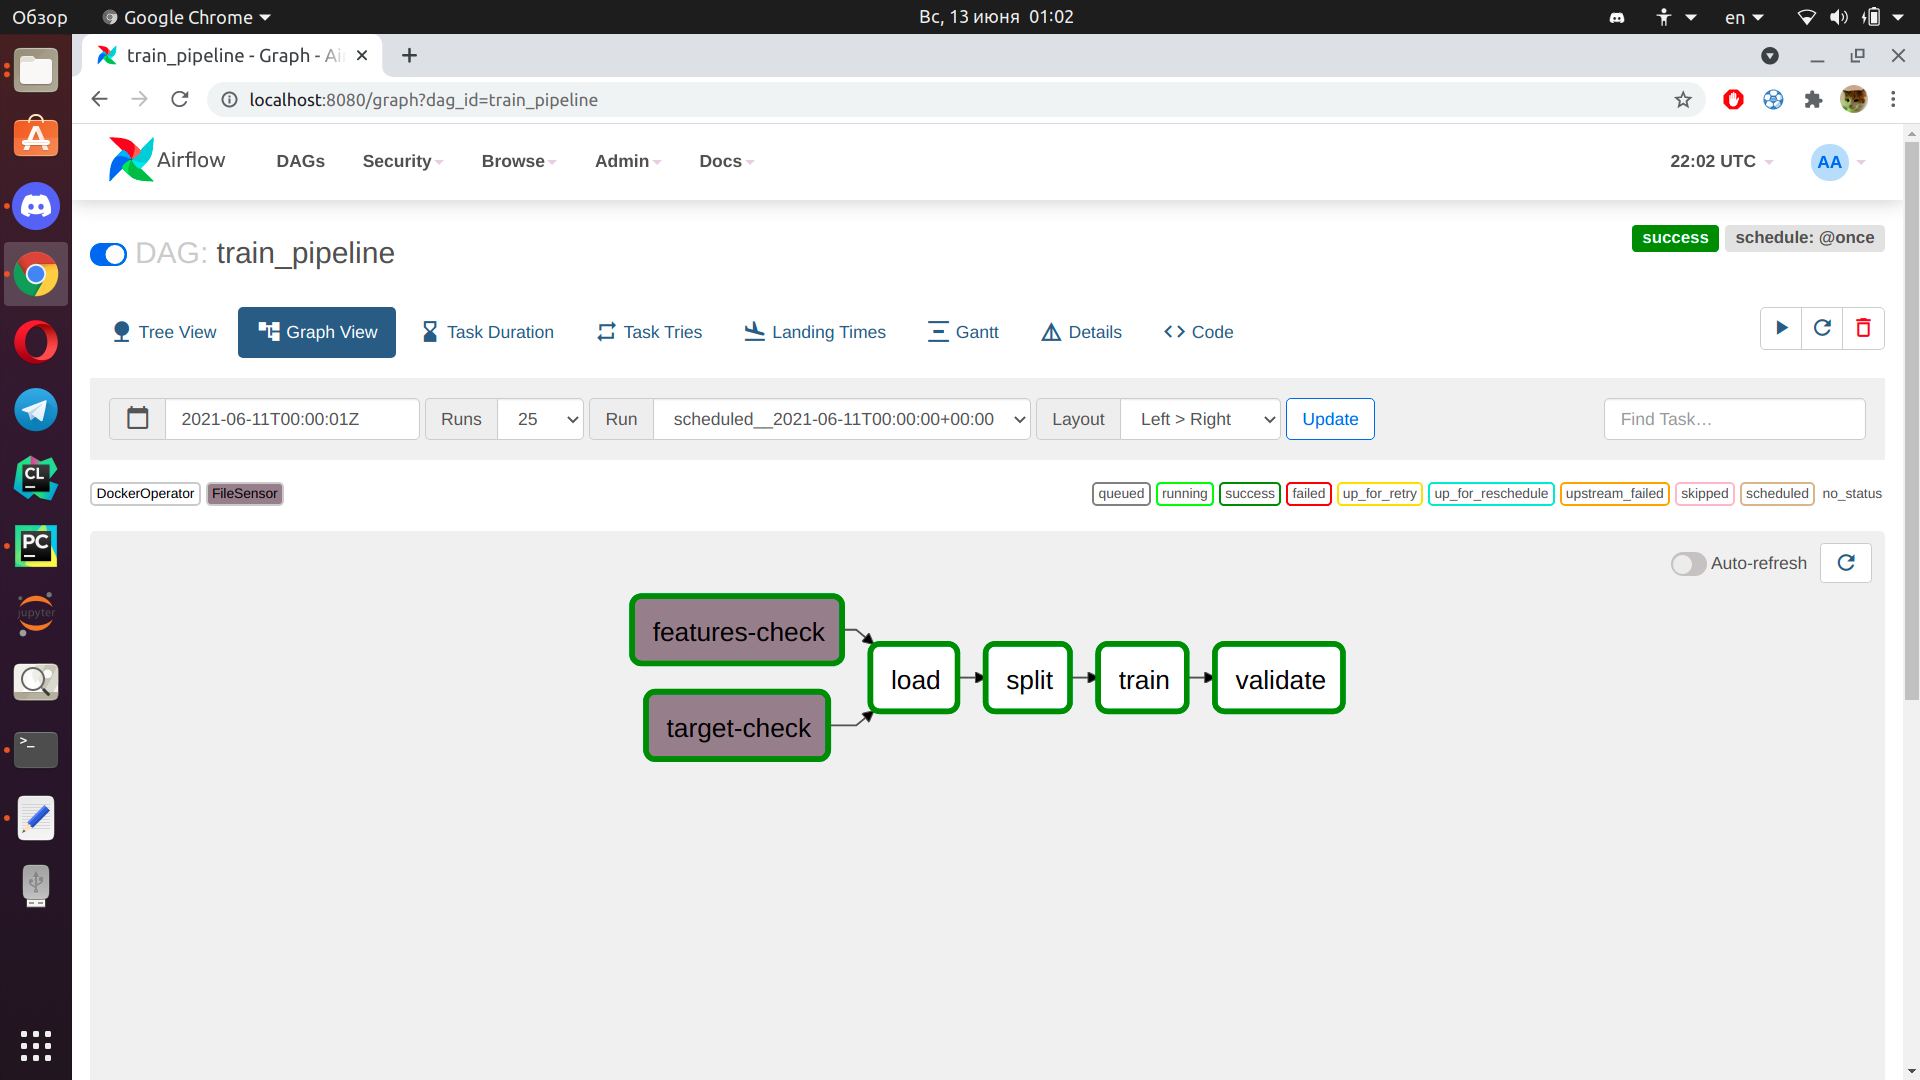 Обзор Google Chrome Вс, 13 июня 01:02 en
train_pipeline - Graph - Ai
localhost:8080/graph?dag_id=train_pipeline
Airflow DAGs Security Browse Admin Docs 22:02 UTC AA
DAG: train_pipeline success schedule: @once
Tree View Graph View Task Duration Task Tries Landing Times Gantt Details Code
2021-06-11T00:00:01Z Runs 25 Run scheduled__2021-06-11T00:00:00+00:00 Layout Left > Right Update Find Task…
DockerOperator FileSensor queued running success failed up_for_retry up_for_reschedule upstream_failed skipped scheduled no_status
Auto-refresh
features-check
load split train validate
target-check
CL
PC
jupyter
>_